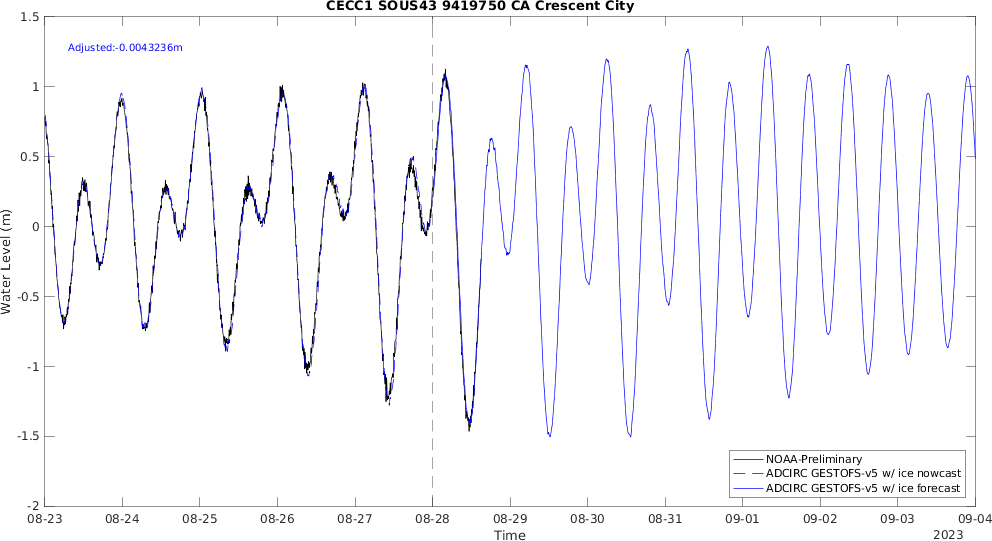 CECC1 SOUS43 9419750 CA Crescent City
Adjusted:-0.0043236m
Water Level (m)
1.5
1
0.5
0
-0.5
-1
-1.5
-2
NOAA-Preliminary
ADCIRC GESTOFS-v5 w/ ice nowcast
ADCIRC GESTOFS-v5 w/ ice forecast
08-23 08-24 08-25 08-26 08-27 08-28 08-29 08-30 08-31 09-01 09-02 09-03 09-04
Time
2023